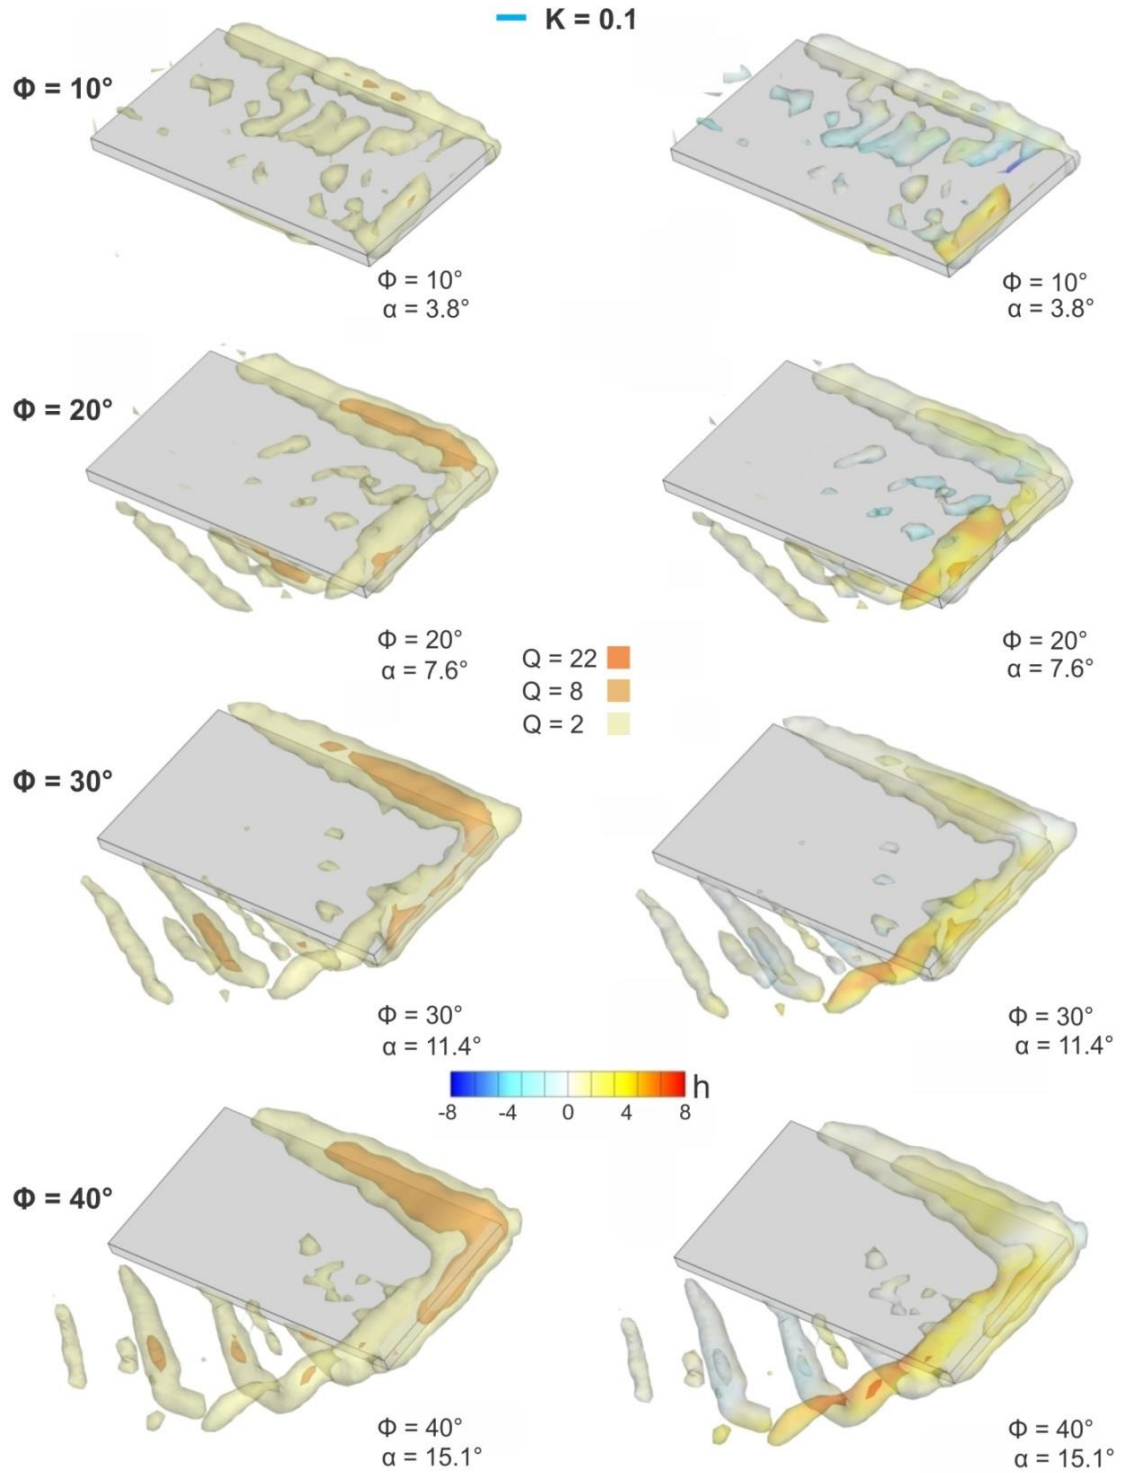 K = 0.1
Φ = 10°
Φ = 10°
α = 3.8°
Φ = 10°
α = 3.8°
Φ = 20°
Φ = 20°
α = 7.6°
Φ = 20°
α = 7.6°
Q = 22
Q = 8
Q = 2
Φ = 30°
Φ = 30°
α = 11.4°
Φ = 30°
α = 11.4°
h
-8 -4 0 4 8
Φ = 40°
Φ = 40°
α = 15.1°
Φ = 40°
α = 15.1°